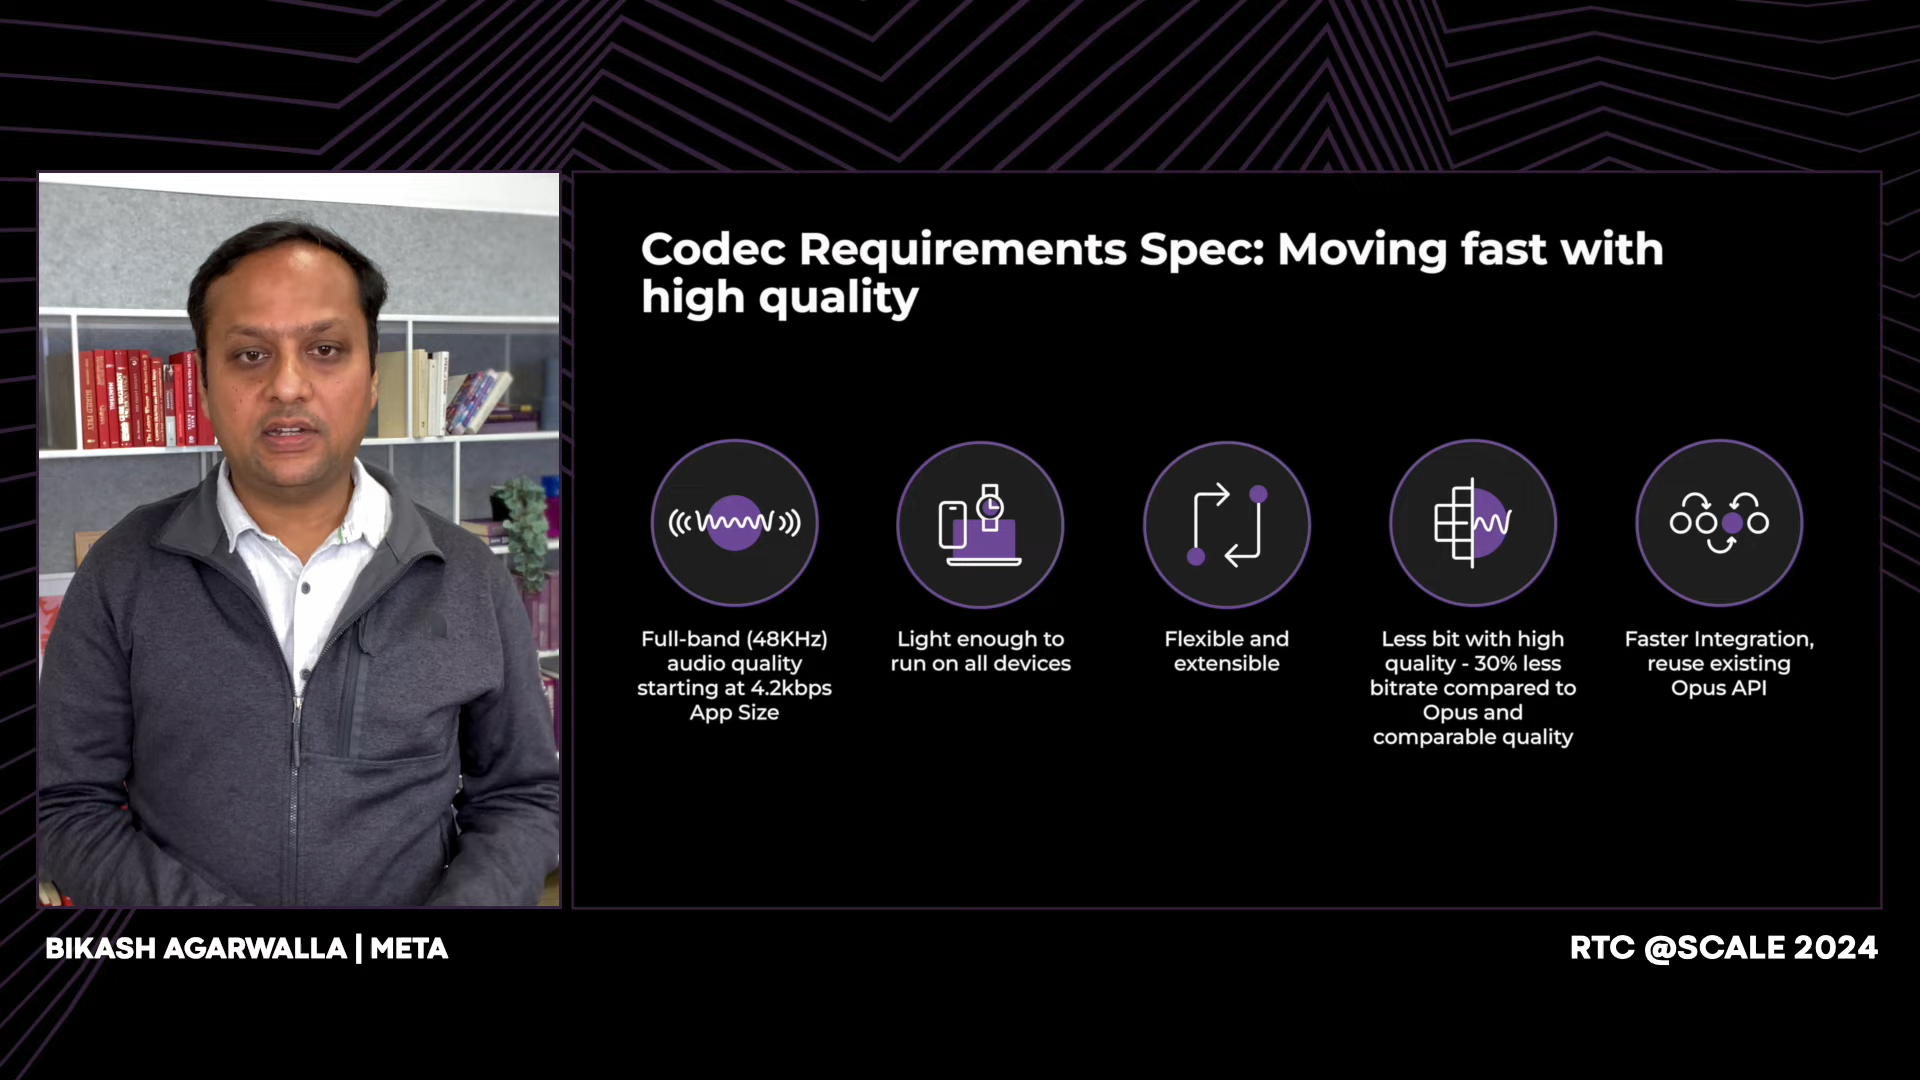 Codec Requirements Spec: Moving fast with
high quality
Full-band (48KHz)
audio quality
starting at 4.2kbps
App Size
Light enough to
run on all devices
Flexible and
extensible
Less bit with high
quality - 30% less
bitrate compared to
Opus and
comparable quality
Faster Integration,
reuse existing
Opus API
BIKASH AGARWALLA | META
RTC @SCALE 2024